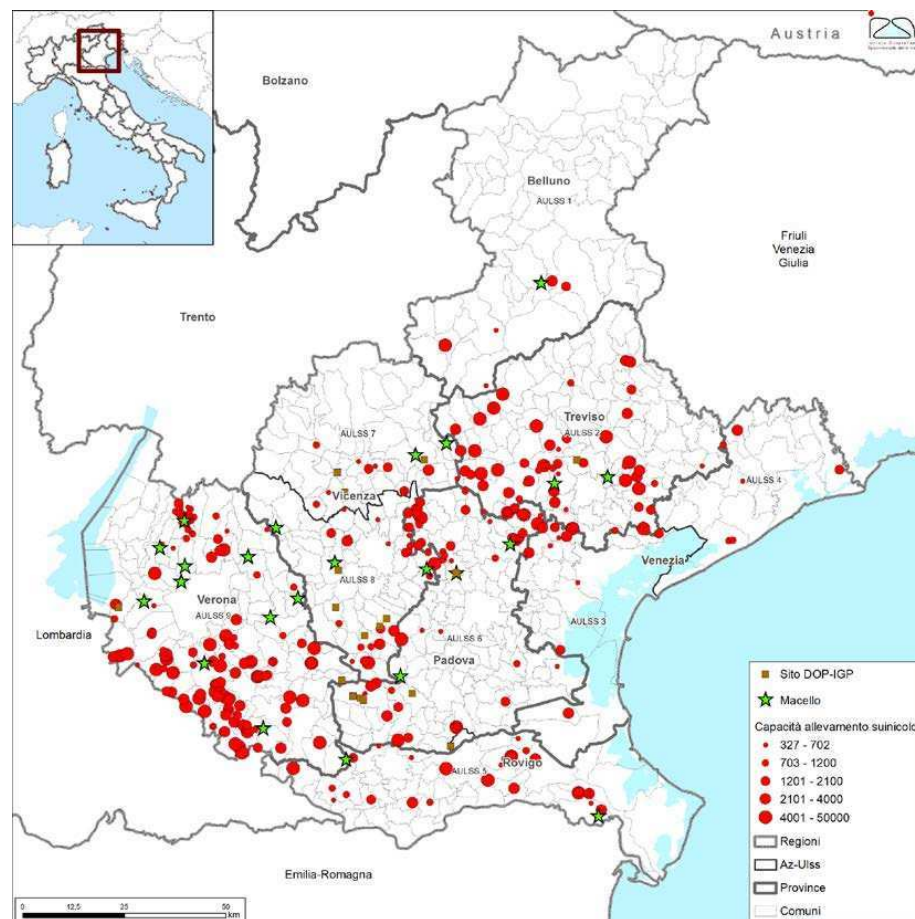 Austria
Bolzano
Belluno
AULSS 1
Friuli
Venezia
Giulia
Trento
Treviso
AULSS 2
AULSS 7
AULSS 4
Vicenza
Venezia
AULSS 8
Verona
AULSS 9
AULSS 3
Lombardia
AULSS 6
Padova
Rovigo
AULSS 5
Emilia-Romagna
Sito DOP-IGP
Macello
Capacità allevamento suinicolo
327 - 702
703 - 1200
1201 - 2100
2101 - 4000
4001 - 50000
Regioni
Az-Ulss
Province
Comuni
0 12,5 25 50
km